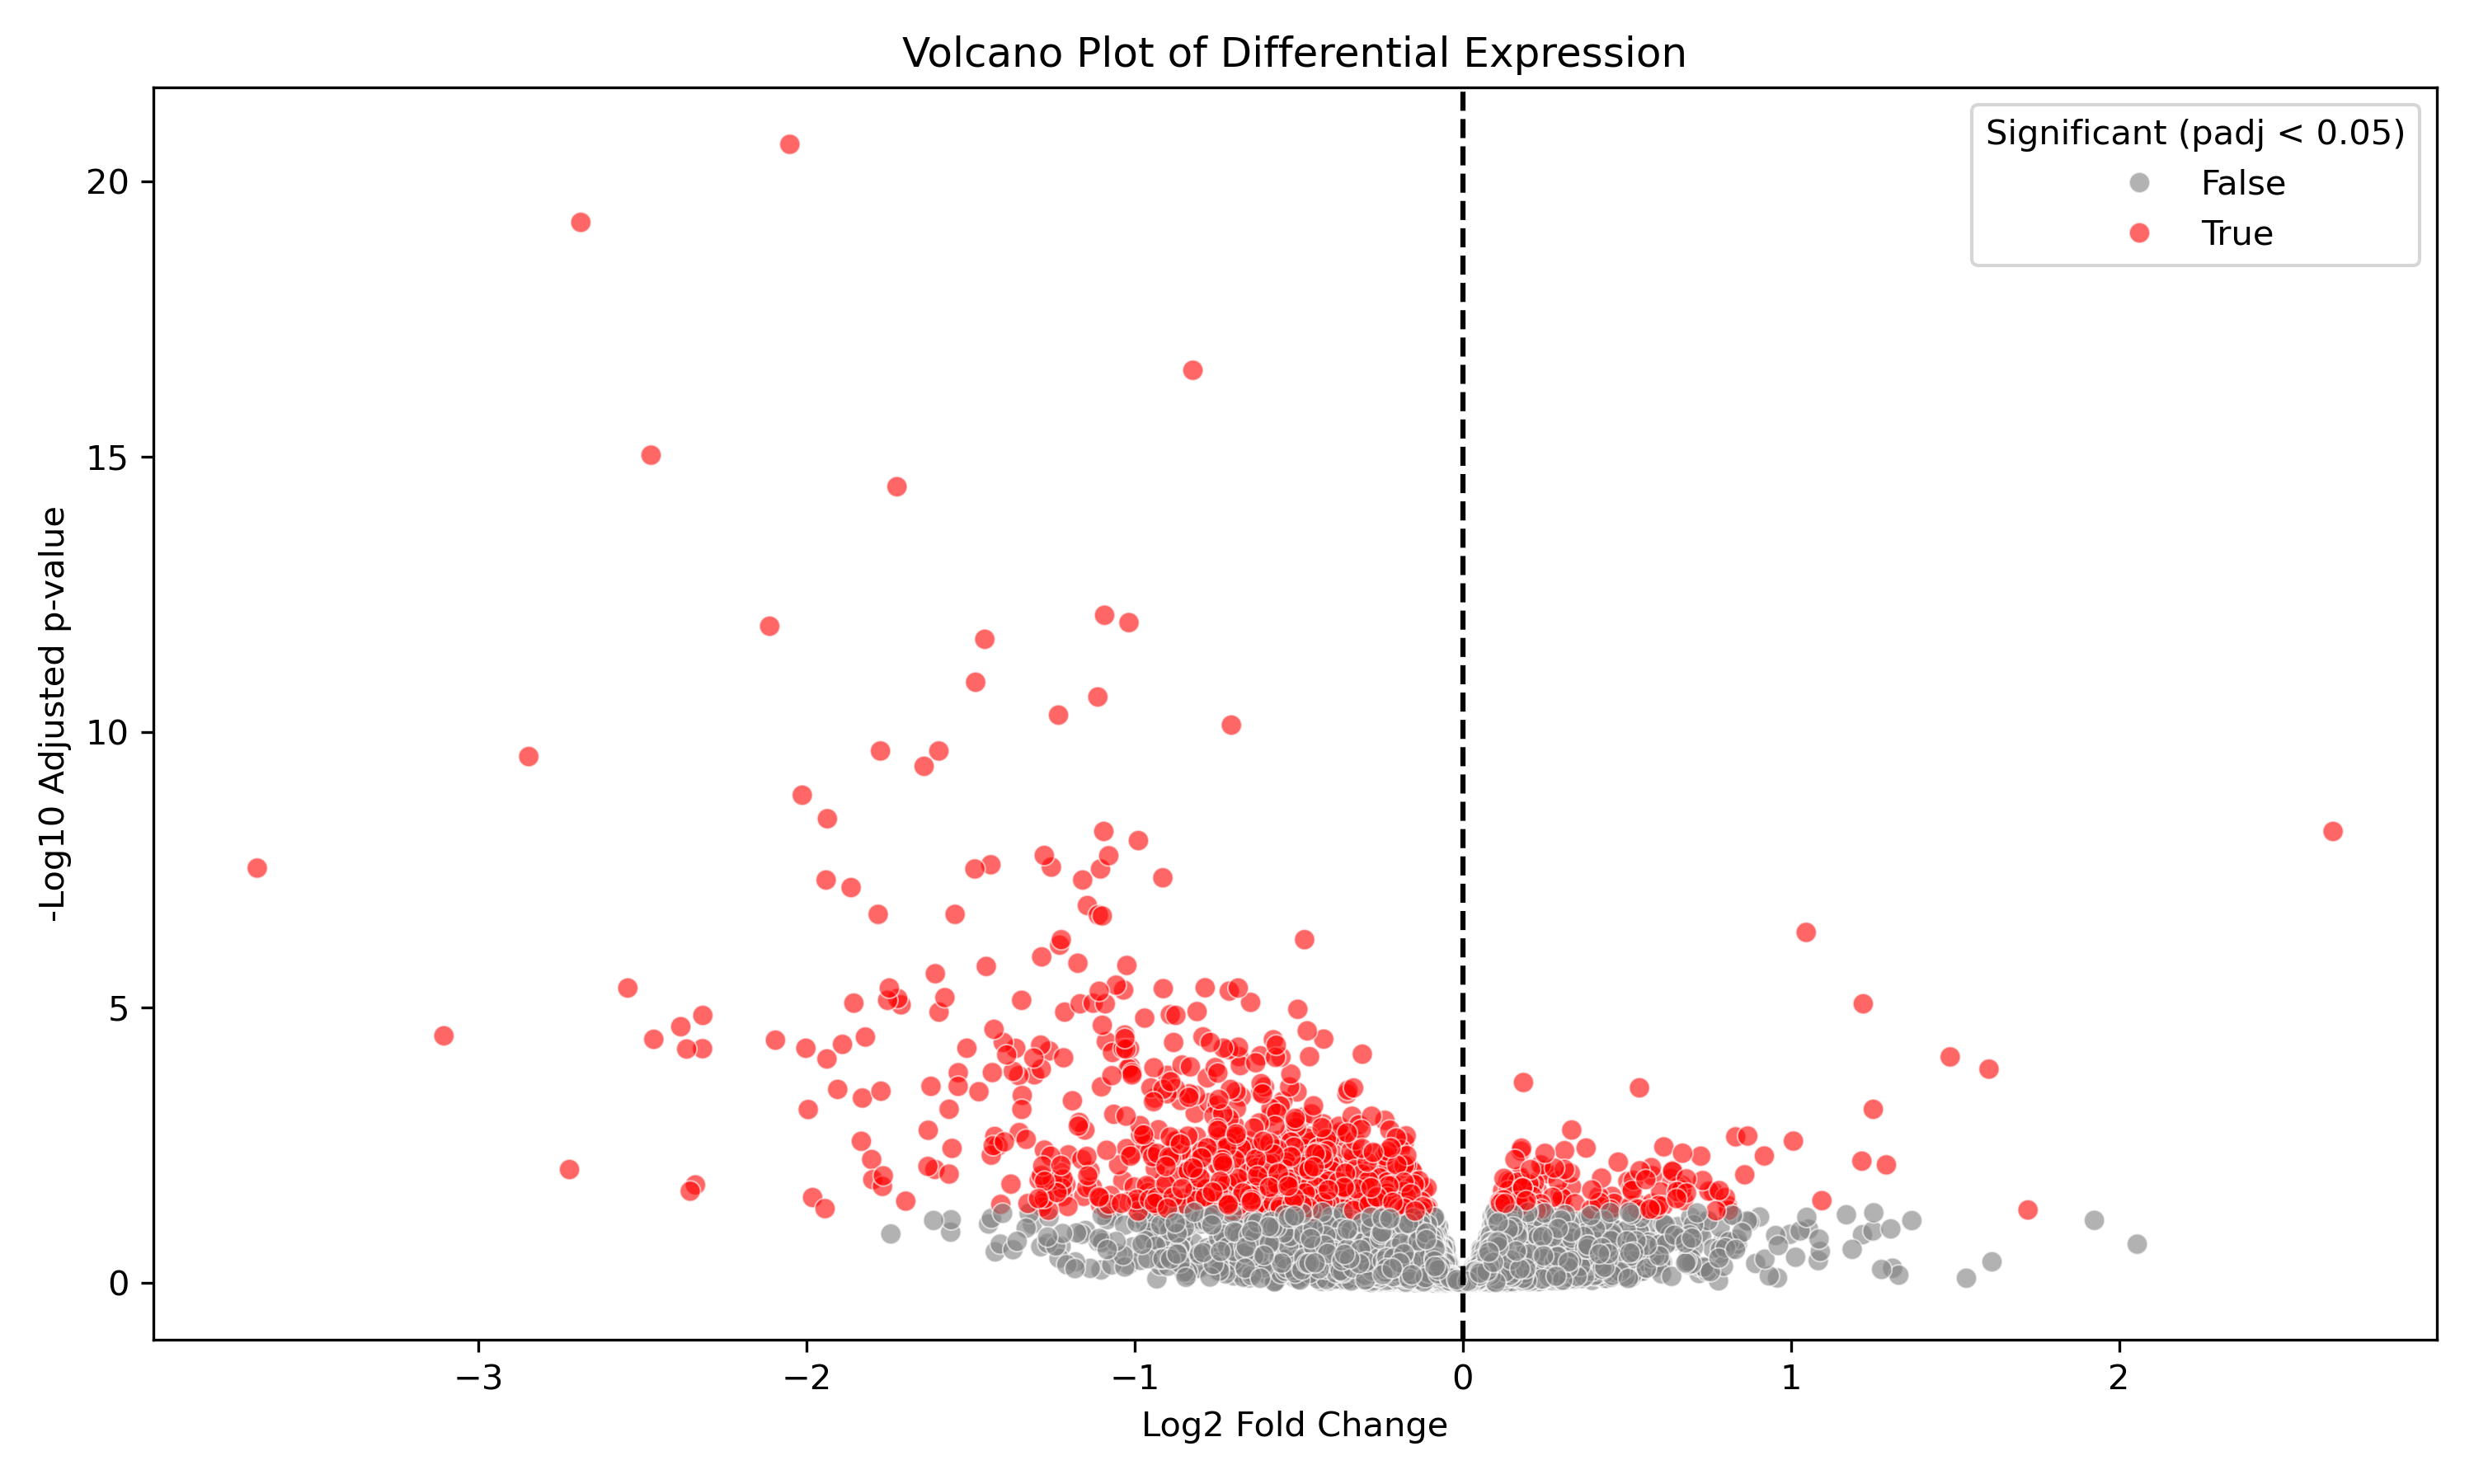 Volcano Plot of Differential Expression
Significant (padj < 0.05)
False
True
-Log10 Adjusted p-value
20
15
10
5
0
−3
−2
−1
0
1
2
Log2 Fold Change